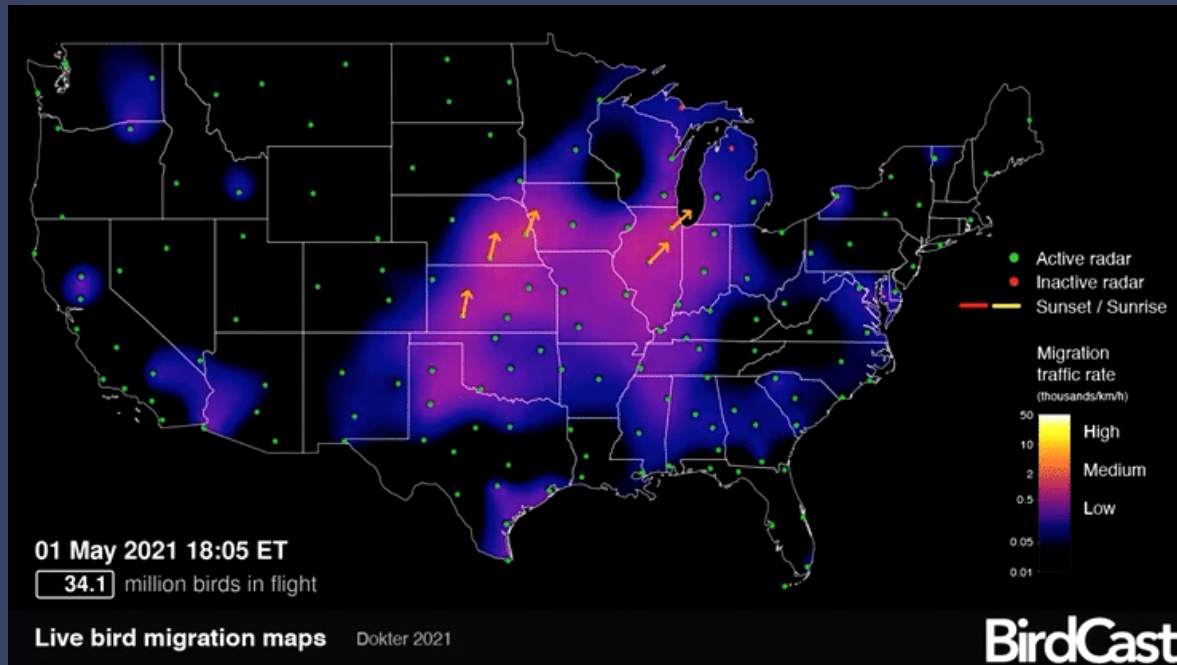 Active radar
Inactive radar
Sunset / Sunrise
Migration
traffic rate
(thousands/km/h)
50
High
10
Medium
2
0.5
Low
0.05
0.01
01 May 2021 18:05 ET
34.1 million birds in flight
Live bird migration maps Dokter 2021
BirdCast